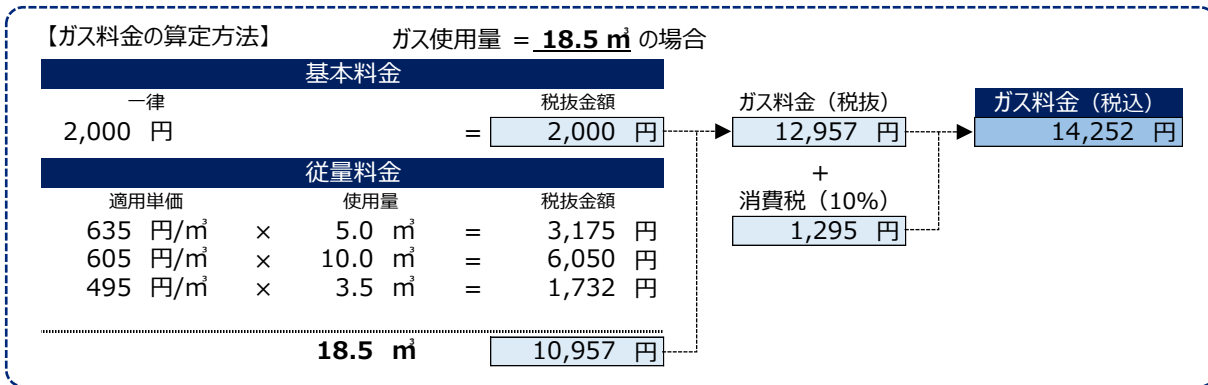 【ガス料金の算定方法】 ガス使用量 = 18.5 ㎥ の場合
基本料金
一律 税抜金額
2,000 円 = 2,000 円
従量料金
適用単価 使用量 税抜金額
635 円/㎥ × 5.0 ㎥ = 3,175 円
605 円/㎥ × 10.0 ㎥ = 6,050 円
495 円/㎥ × 3.5 ㎥ = 1,732 円
18.5 ㎥ 10,957 円
ガス料金（税抜）
12,957 円
+
消費税（10%）
1,295 円
ガス料金（税込）
14,252 円